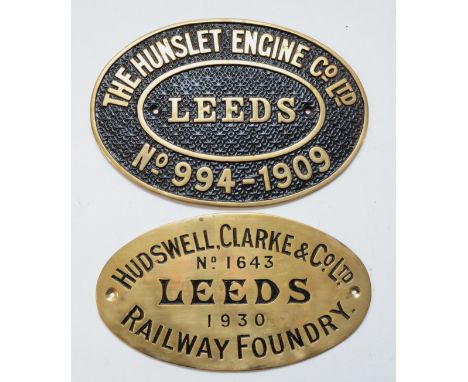 THE HUNSLET ENGINE CO LTD
LEEDS
No 994-1909
HUDSWELL, CLARKE & Co LTD
No 1643
LEEDS
1930
RAILWAY FOUNDRY.